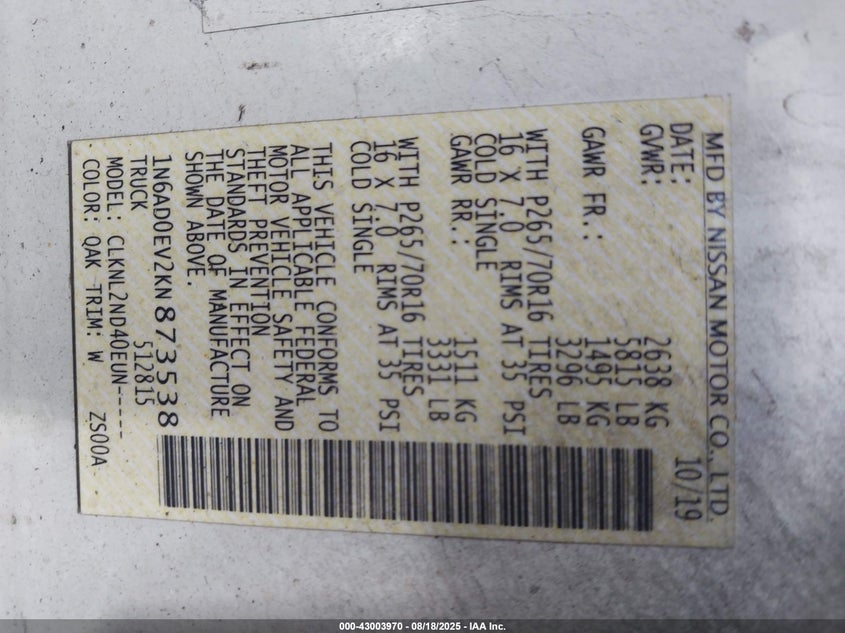 MFD BY NISSAN MOTOR CO., LTD.
DATE: 10/19
GVWR: 2638 KG
5815 LB
GAWR FR.: 1495 KG
3296 LB
WITH P265/70R16 TIRES
16 X 7.0 RIMS AT 35 PSI
COLD SINGLE
GAWR RR.: 1511 KG
3331 LB
WITH P265/70R16 TIRES
16 X 7.0 RIMS AT 35 PSI
COLD SINGLE
THIS VEHICLE CONFORMS TO
ALL APPLICABLE FEDERAL
MOTOR VEHICLE SAFETY AND
THEFT PREVENTION
STANDARDS IN EFFECT ON
THE DATE OF MANUFACTURE
SHOWN ABOVE.
1N6AD0EV2KN873538
TRUCK 512815
MODEL: CLKNL2ND40EUN-----
COLOR: QAK TRIM: W ZS00A
000-43003970 - 08/18/2025 - IAA Inc.